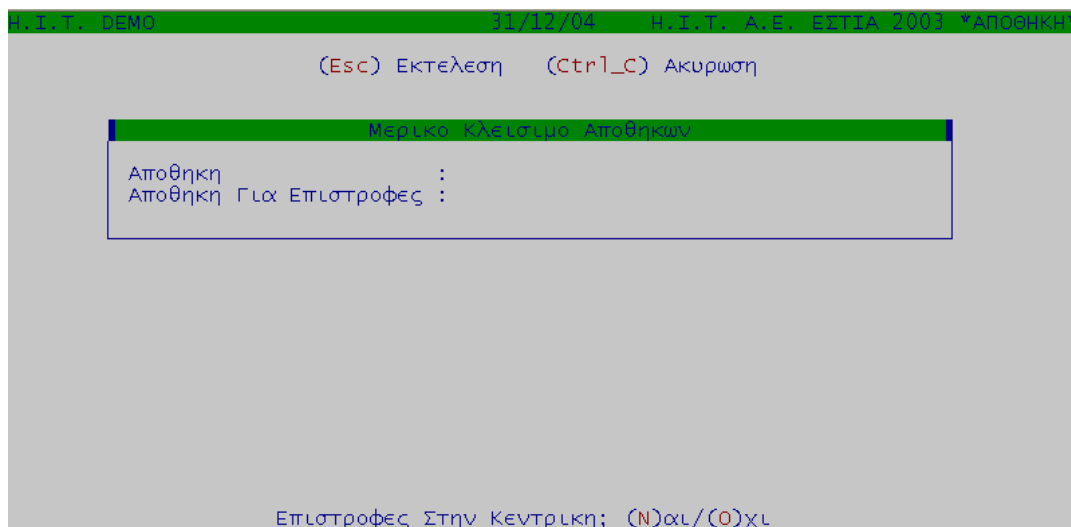 H.I.T. DEMO 31/12/04 H.I.T. Α.Ε. ΕΣΤΙΑ 2003 *ΑΠΟΘΗΚΗ*
(Esc) Εκτελεση (Ctrl_C) Ακυρωση
Μερικο Κλεισιμο Αποθηκων
Αποθηκη :
Αποθηκη Για Επιστροφες :
Επιστροφες Στην Κεντρικη; (Ν)αι/(Ο)χι